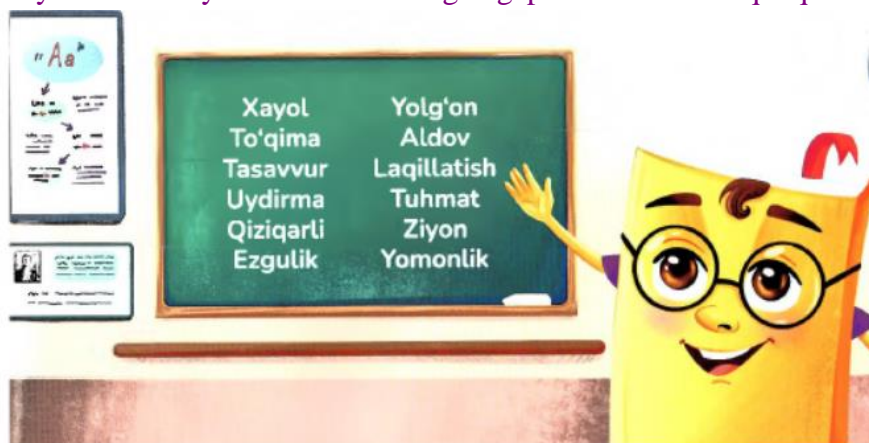 "Aa"
Xayol Yolg‘on
To‘qima Aldov
Tasavvur Laqillatish
Uydirma Tuhmat
Qiziqarli Ziyon
Ezgulik Yomonlik